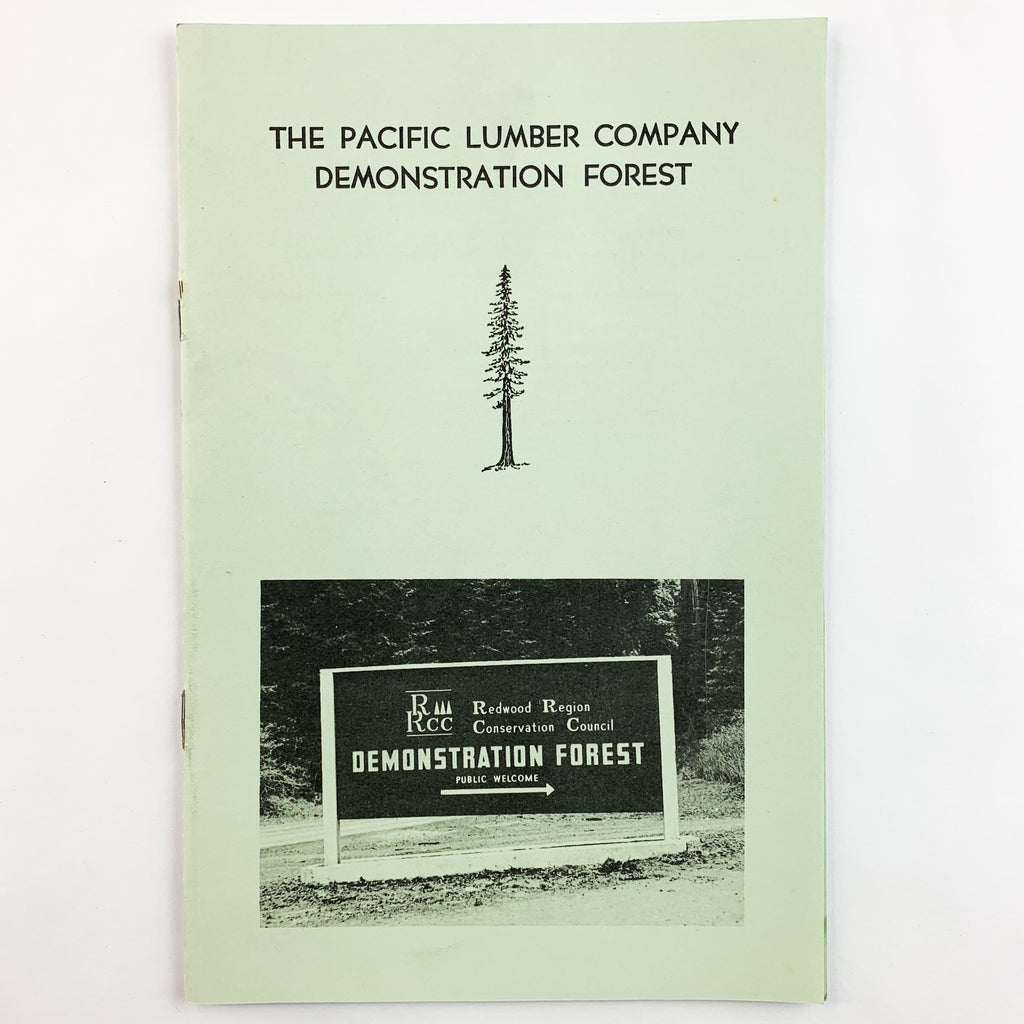 THE PACIFIC LUMBER COMPANY
DEMONSTRATION FOREST
R Redwood Region
RCC Conservation Council
DEMONSTRATION FOREST
PUBLIC WELCOME